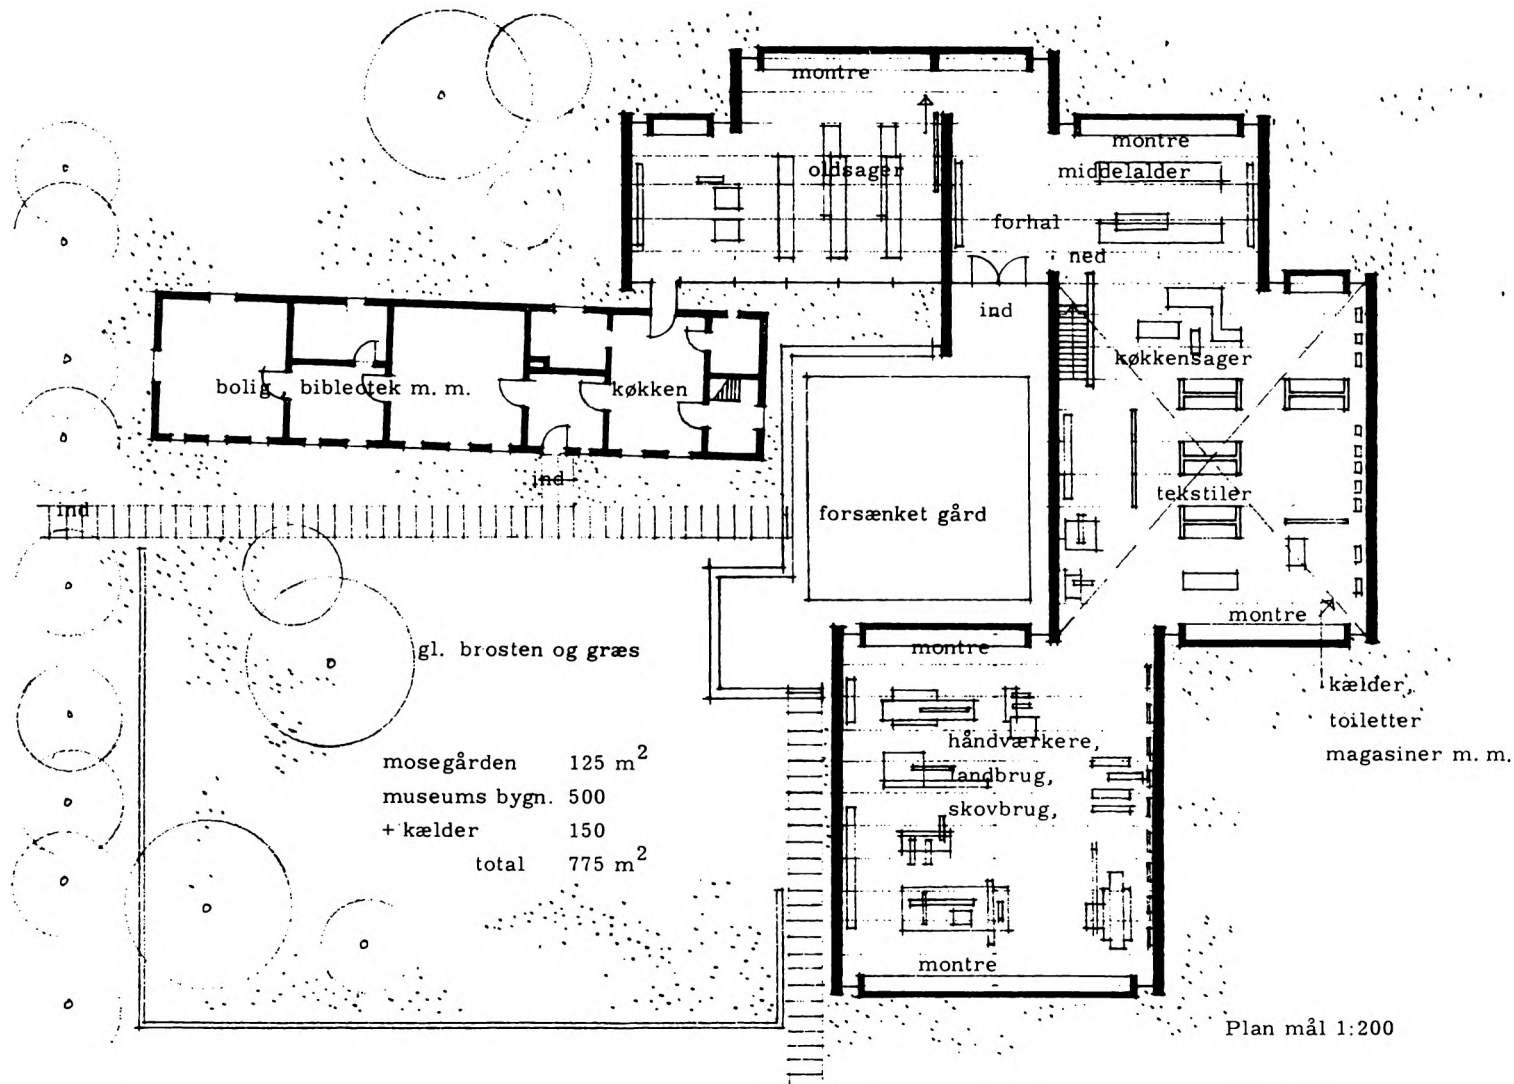 montre
montre
oldsager
middelalder
forhal
ned
ind
køkkensager
bolig, bibleotek m. m.
køkken
ind
ind
tekstiler
forsænket gård
montre
montre
gl. brosten og græs
kælder,
toiletter
magasiner m. m.
håndværkere,
landbrug,
skovbrug,
mosegården 125 m²
museums bygn. 500
+ kælder 150
total 775 m²
montre
Plan mål 1:200